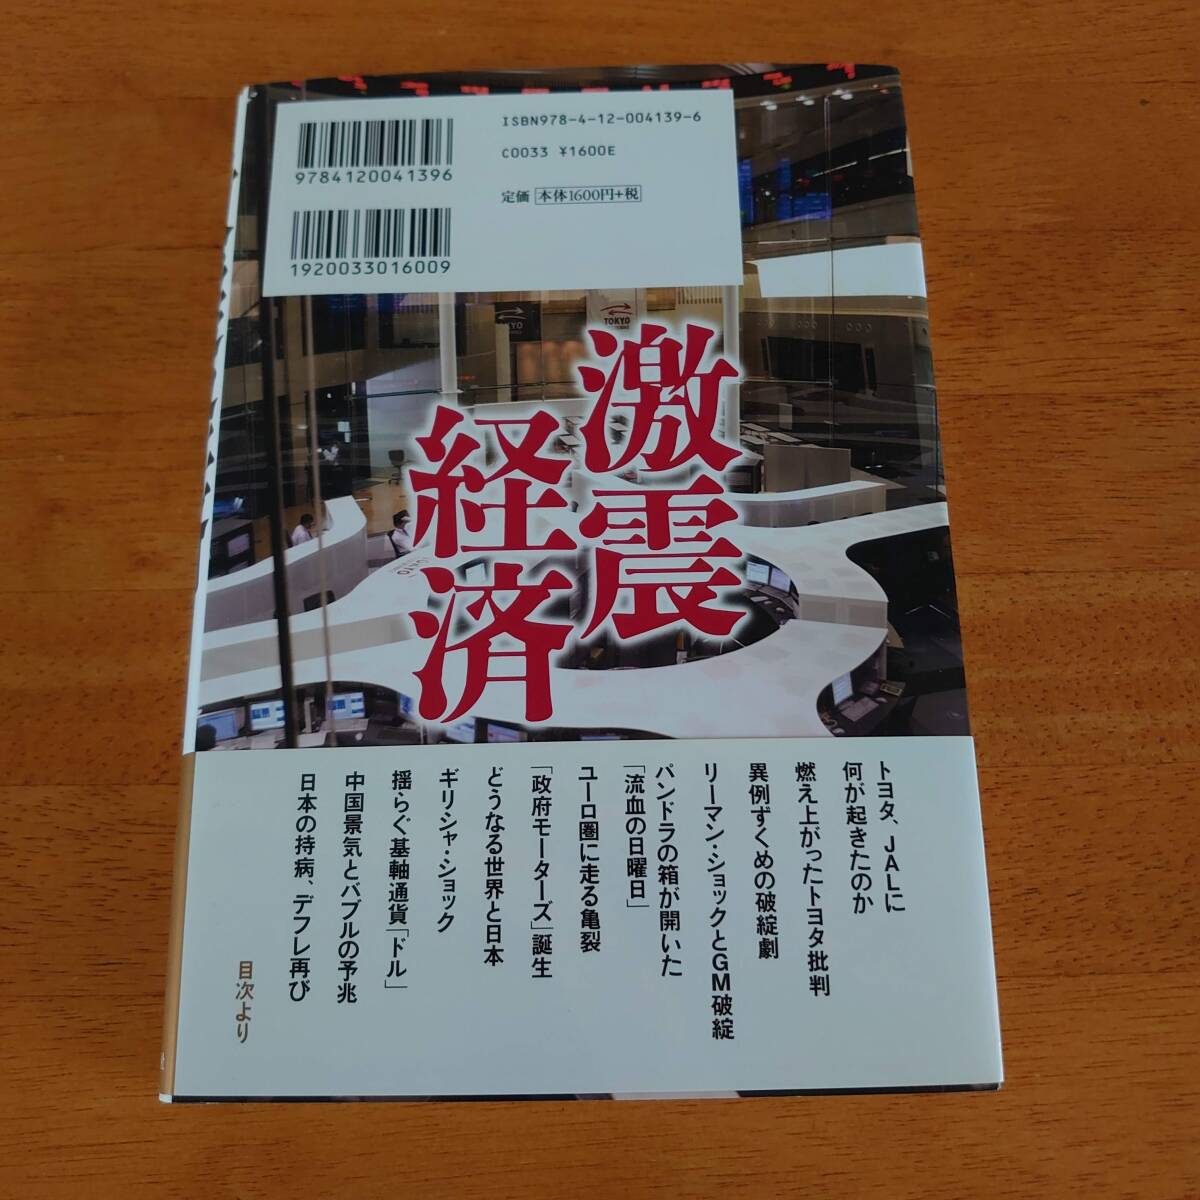 ISBN978-4-12-004139-6
C0033 ¥1600E
定価 本体1600円+税
9784120041396
1920033016009
TOKYO
TOKYO
激震
経済
トヨタ、JALに
何が起きたのか
燃え上がったトヨタ批判
異例ずくめの破綻劇
リーマン・ショックとGM破綻
パンドラの箱が開いた
「流血の日曜日」
ユーロ圏に走る亀裂
「政府モーターズ」誕生
どうなる世界と日本
ギリシャ・ショック
揺らぐ基軸通貨「ドル」
中国景気とバブルの予兆
日本の持病、デフレ再び
目次より